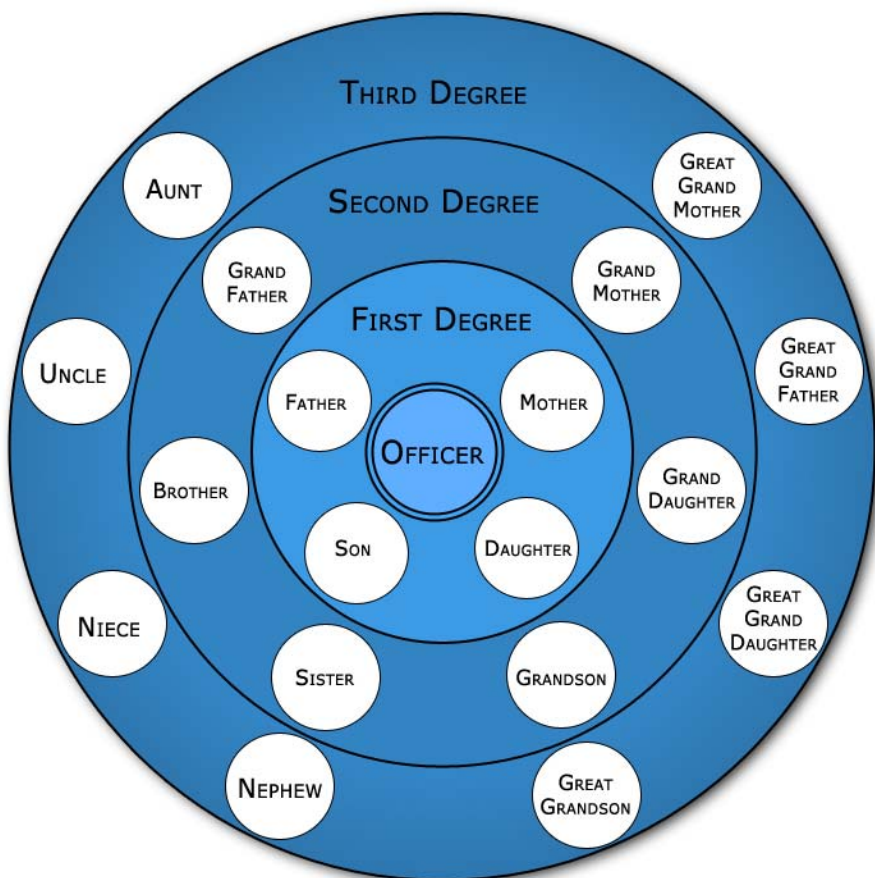 Third Degree
Aunt
Great
Grand
Mother
Second Degree
Grand
Father
Grand
Mother
First Degree
Uncle
Great
Grand
Father
Father
Mother
Officer
Brother
Grand
Daughter
Son
Daughter
Niece
Great
Grand
Daughter
Sister
Grandson
Nephew
Great
Grandson